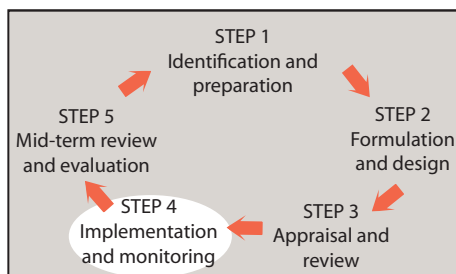 STEP 1
Identification and
preparation
STEP 2
Formulation
and design
STEP 3
Appraisal and
review
STEP 4
Implementation
and monitoring
STEP 5
Mid-term review
and evaluation